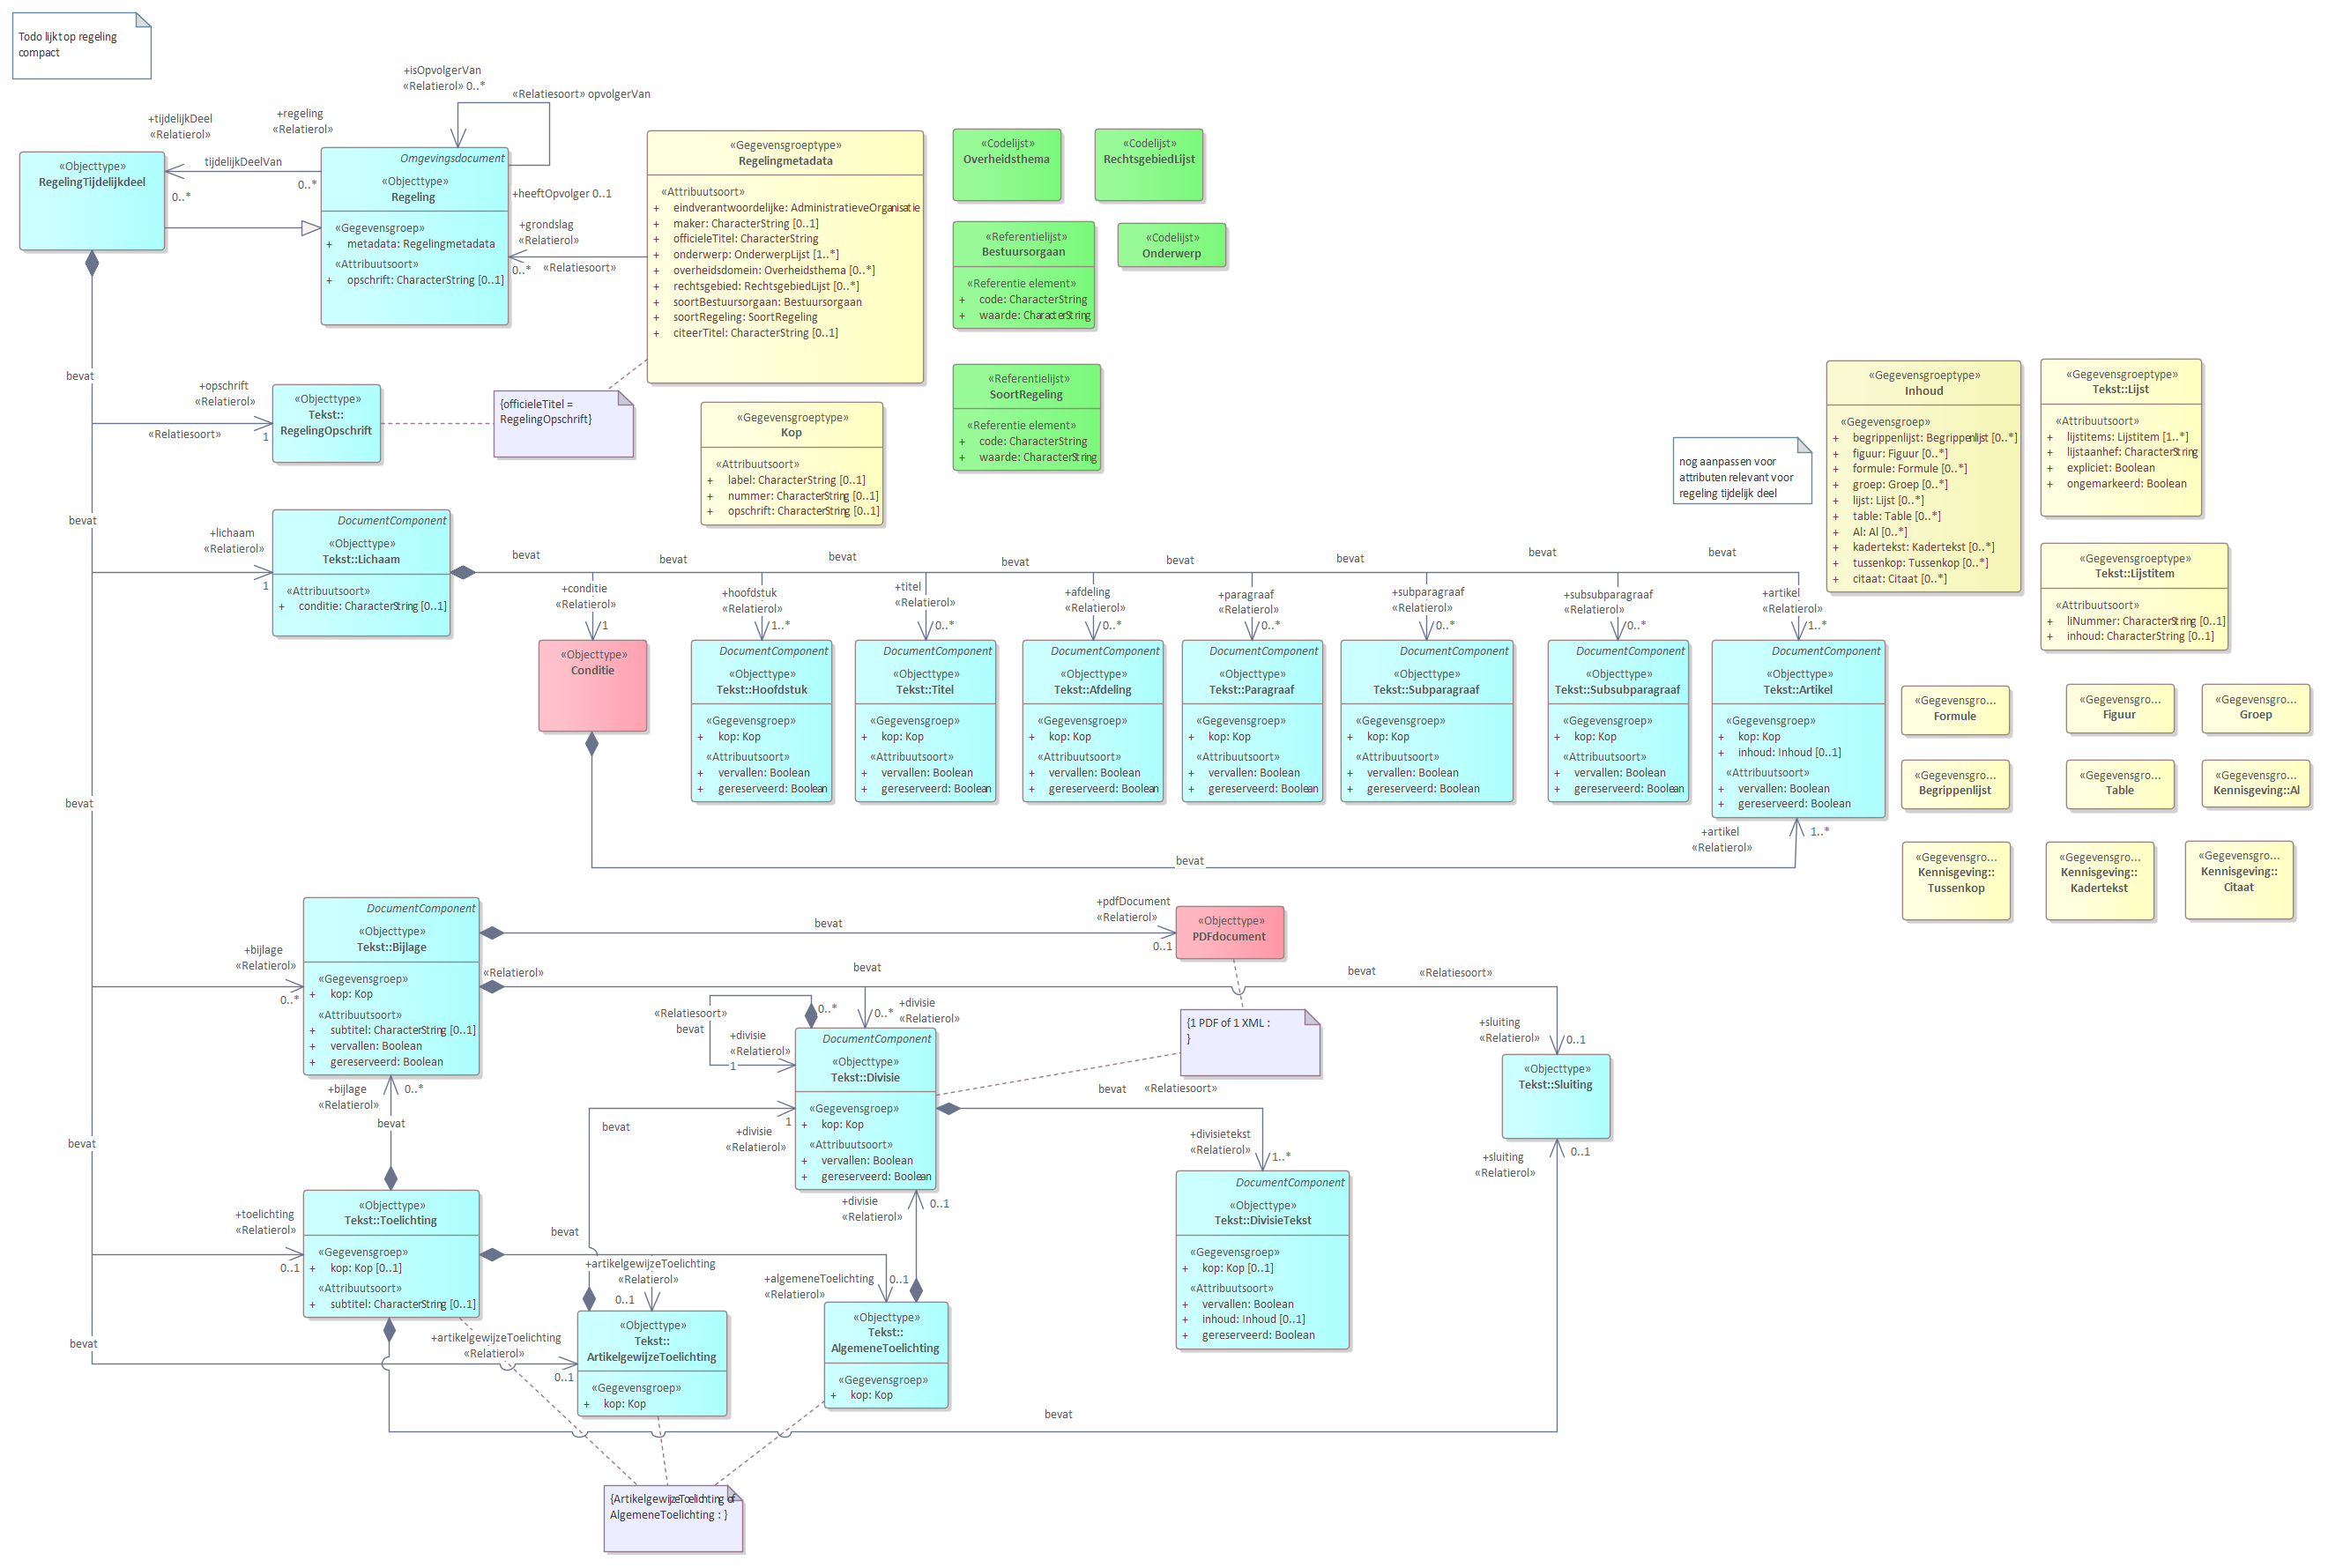 Todo lijkt op regeling
compact
+isOpvolgerVan
«Relatierol» 0..*
«Relatiesoort» opvolgerVan
+tijdelijkDeel
«Relatierol»
+regeling
«Relatierol»
tijdelijkDeelVan
0..*
0..*
«Objecttype»
RegelingTijdelijkdeel
Omgevingsdocument
«Objecttype»
Regeling
«Gegevensgroep»
+ metadata: Regelingmetadata
«Attribuutsoort»
+ opschrift: CharacterString [0..1]
+heeftOpvolger 0..1
+grondslag
«Relatierol»
0..*
«Relatiesoort»
«Gegevensgroeptype»
Regelingmetadata
«Attribuutsoort»
+ eindverantwoordelijke: AdministratieveOrganisatie
+ maker: CharacterString [0..1]
+ officieleTitel: CharacterString
+ onderwerp: OnderwerpLijst [1..*]
+ overheidsdomein: Overheidsthema [0..*]
+ rechtsgebied: RechtsgebiedLijst [0..*]
+ soortBestuursorgaan: Bestuursorgaan
+ soortRegeling: SoortRegeling
+ citeerTitel: CharacterString [0..1]
«Codelijst»
Overheidsthema
«Codelijst»
RechtsgebiedLijst
«Referentielijst»
Bestuursorgaan
«Referentie element»
+ code: CharacterString
+ waarde: CharacterString
«Codelijst»
Onderwerp
«Referentielijst»
SoortRegeling
«Referentie element»
+ code: CharacterString
+ waarde: CharacterString
bevat
+opschrift
«Relatierol»
«Relatiesoort»
1
«Objecttype»
Tekst::
RegelingOpschrift
{officieleTitel =
RegelingOpschrift}
«Gegevensgroeptype»
Kop
«Attribuutsoort»
+ label: CharacterString [0..1]
+ nummer: CharacterString [0..1]
+ opschrift: CharacterString [0..1]
nog aanpassen voor
attributen relevant voor
regeling tijdelijk deel
«Gegevensgroeptype»
Inhoud
«Gegevensgroep»
+ begrippenlijst: Begrippenlijst [0..*]
+ figuur: Figuur [0..*]
+ formule: Formule [0..*]
+ groep: Groep [0..*]
+ lijst: Lijst [0..*]
+ table: Table [0..*]
+ Al: Al [0..*]
+ kadertekst: Kadertekst [0..*]
+ tussenkop: Tussenkop [0..*]
+ citaat: Citaat [0..*]
«Gegevensgroeptype»
Tekst::Lijst
«Attribuutsoort»
+ lijstitems: Lijstitem [1..*]
+ lijstaanhef: CharacterString
+ expliciet: Boolean
+ ongemarkeerd: Boolean
«Gegevensgroeptype»
Tekst::Lijstitem
«Attribuutsoort»
+ liNummer: CharacterString [0..1]
+ inhoud: CharacterString [0..1]
bevat
+lichaam
«Relatierol»
1
DocumentComponent
«Objecttype»
Tekst::Lichaam
«Attribuutsoort»
+ conditie: CharacterString [0..1]
bevat
bevat
bevat
bevat
bevat
bevat
bevat
bevat
+conditie
«Relatierol»
1
+hoofdstuk
«Relatierol»
1..*
+titel
«Relatierol»
0..*
+afdeling
«Relatierol»
0..*
+paragraaf
«Relatierol»
0..*
+subparagraaf
«Relatierol»
0..*
+subsubparagraaf
«Relatierol»
0..*
+artikel
«Relatierol»
1..*
«Objecttype»
Conditie
DocumentComponent
«Objecttype»
Tekst::Hoofdstuk
«Gegevensgroep»
+ kop: Kop
«Attribuutsoort»
+ vervallen: Boolean
+ gereserveerd: Boolean
DocumentComponent
«Objecttype»
Tekst::Titel
«Gegevensgroep»
+ kop: Kop
«Attribuutsoort»
+ vervallen: Boolean
+ gereserveerd: Boolean
DocumentComponent
«Objecttype»
Tekst::Afdeling
«Gegevensgroep»
+ kop: Kop
«Attribuutsoort»
+ vervallen: Boolean
+ gereserveerd: Boolean
DocumentComponent
«Objecttype»
Tekst::Paragraaf
«Gegevensgroep»
+ kop: Kop
«Attribuutsoort»
+ vervallen: Boolean
+ gereserveerd: Boolean
DocumentComponent
«Objecttype»
Tekst::Subparagraaf
«Gegevensgroep»
+ kop: Kop
«Attribuutsoort»
+ vervallen: Boolean
+ gereserveerd: Boolean
DocumentComponent
«Objecttype»
Tekst::Subsubparagraaf
«Gegevensgroep»
+ kop: Kop
«Attribuutsoort»
+ vervallen: Boolean
+ gereserveerd: Boolean
DocumentComponent
«Objecttype»
Tekst::Artikel
«Gegevensgroep»
+ kop: Kop
+ inhoud: Inhoud [0..1]
«Attribuutsoort»
+ vervallen: Boolean
+ gereserveerd: Boolean
+artikel
«Relatierol»
1..*
bevat
«Gegevensgro...
Formule
«Gegevensgro...
Figuur
«Gegevensgro...
Groep
«Gegevensgro...
Begrippenlijst
«Gegevensgro...
Table
«Gegevensgro...
Kennisgeving::Al
«Gegevensgro...
Kennisgeving::
Tussenkop
«Gegevensgro...
Kennisgeving::
Kadertekst
«Gegevensgro...
Kennisgeving::
Citaat
bevat
+bijlage
«Relatierol»
0..*
DocumentComponent
«Objecttype»
Tekst::Bijlage
«Gegevensgroep»
+ kop: Kop
«Attribuutsoort»
+ subtitel: CharacterString [0..1]
+ vervallen: Boolean
+ gereserveerd: Boolean
bevat
+pdfDocument
«Relatierol»
0..1
«Objecttype»
PDFdocument
«Relatierol»
bevat
bevat
«Relatiesoort»
«Relatiesoort»
bevat
0..*
0..*
+divisie
«Relatierol»
+divisie
«Relatierol»
1
DocumentComponent
«Objecttype»
Tekst::Divisie
«Gegevensgroep»
+ kop: Kop
«Attribuutsoort»
+ vervallen: Boolean
+ gereserveerd: Boolean
{1 PDF of 1 XML :
}
+sluiting
«Relatierol»
0..1
«Objecttype»
Tekst::Sluiting
+sluiting
«Relatierol»
0..1
bevat
«Relatiesoort»
+divisietekst
«Relatierol»
1..*
DocumentComponent
«Objecttype»
Tekst::DivisieTekst
«Gegevensgroep»
+ kop: Kop [0..1]
«Attribuutsoort»
+ vervallen: Boolean
+ inhoud: Inhoud [0..1]
+ gereserveerd: Boolean
+bijlage
«Relatierol»
0..*
bevat
bevat
1
+divisie
«Relatierol»
bevat
+toelichting
«Relatierol»
0..1
«Objecttype»
Tekst::Toelichting
«Gegevensgroep»
+ kop: Kop [0..1]
«Attribuutsoort»
+ subtitel: CharacterString [0..1]
+divisie
«Relatierol»
0..1
bevat
+artikelgewijzeToelichting
«Relatierol»
0..1
+algemeneToelichting
«Relatierol»
0..1
bevat
+artikelgewijzeToelichting
«Relatierol»
0..1
«Objecttype»
Tekst::
ArtikelgewijzeToelichting
«Gegevensgroep»
+ kop: Kop
«Objecttype»
Tekst::
AlgemeneToelichting
«Gegevensgroep»
+ kop: Kop
bevat
{ArtikelgewijzeToelichting of
AlgemeneToelichting : }